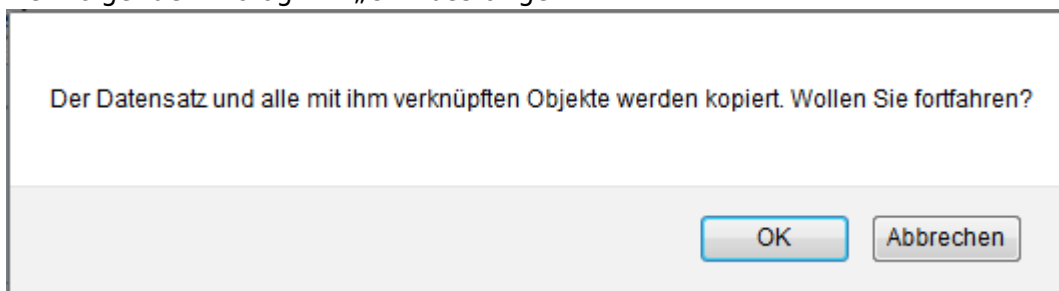 Der Datensatz und alle mit ihm verknüpften Objekte werden kopiert. Wollen Sie fortfahren?
OK
Abbrechen